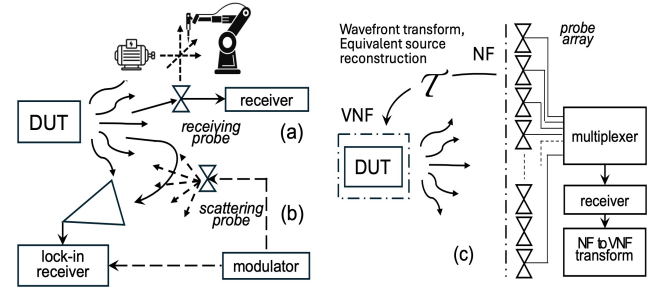 DUT
receiver
receiving
probe
(a)
scattering
probe
(b)
lock-in
receiver
modulator
Wavefront transform,
Equivalent source
reconstruction
NF
𝒯
VNF
DUT
(c)
probe
array
multiplexer
receiver
NF to VNF
transform